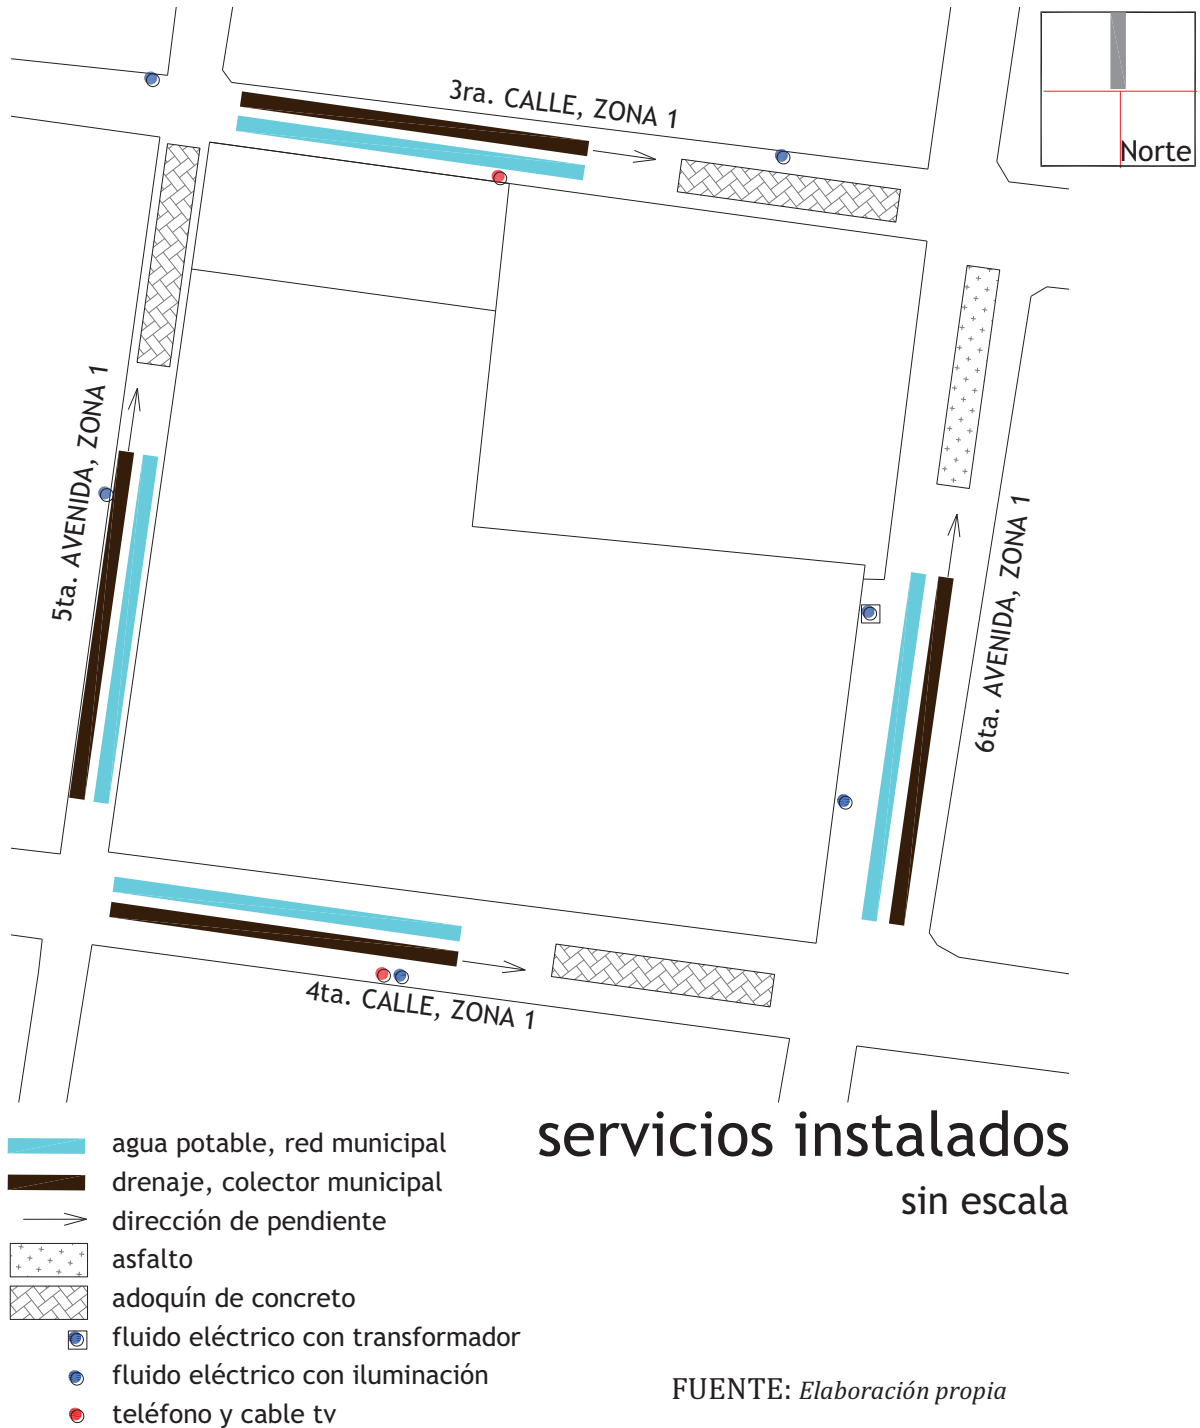 3ra. CALLE, ZONA 1
Norte
5ta. AVENIDA, ZONA 1
6ta. AVENIDA, ZONA 1
4ta. CALLE, ZONA 1
servicios instalados
sin escala
agua potable, red municipal
drenaje, colector municipal
dirección de pendiente
asfalto
adoquín de concreto
fluido eléctrico con transformador
fluido eléctrico con iluminación
teléfono y cable tv
FUENTE: Elaboración propia